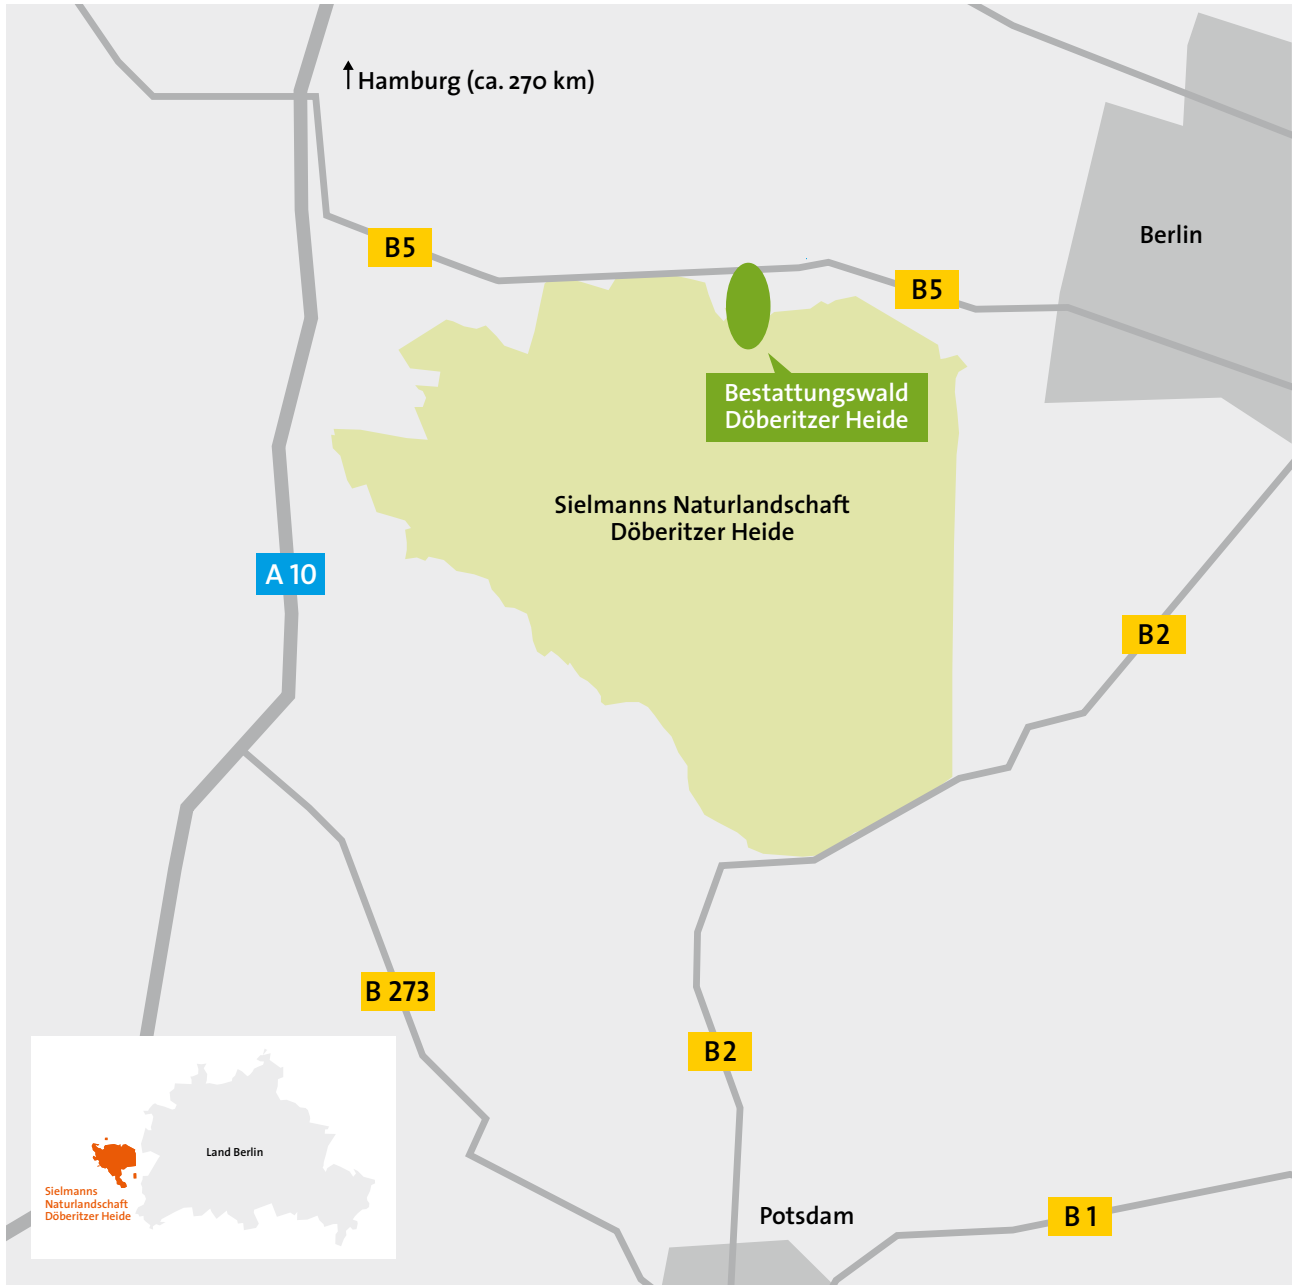 Hamburg (ca. 270 km)
Berlin
B5
B5
Bestattungswald
Döberitzer Heide
Sielmanns Naturlandschaft
Döberitzer Heide
A 10
B2
B 273
B2
Land Berlin
Sielmanns
Naturlandschaft
Döberitzer Heide
Potsdam
B 1